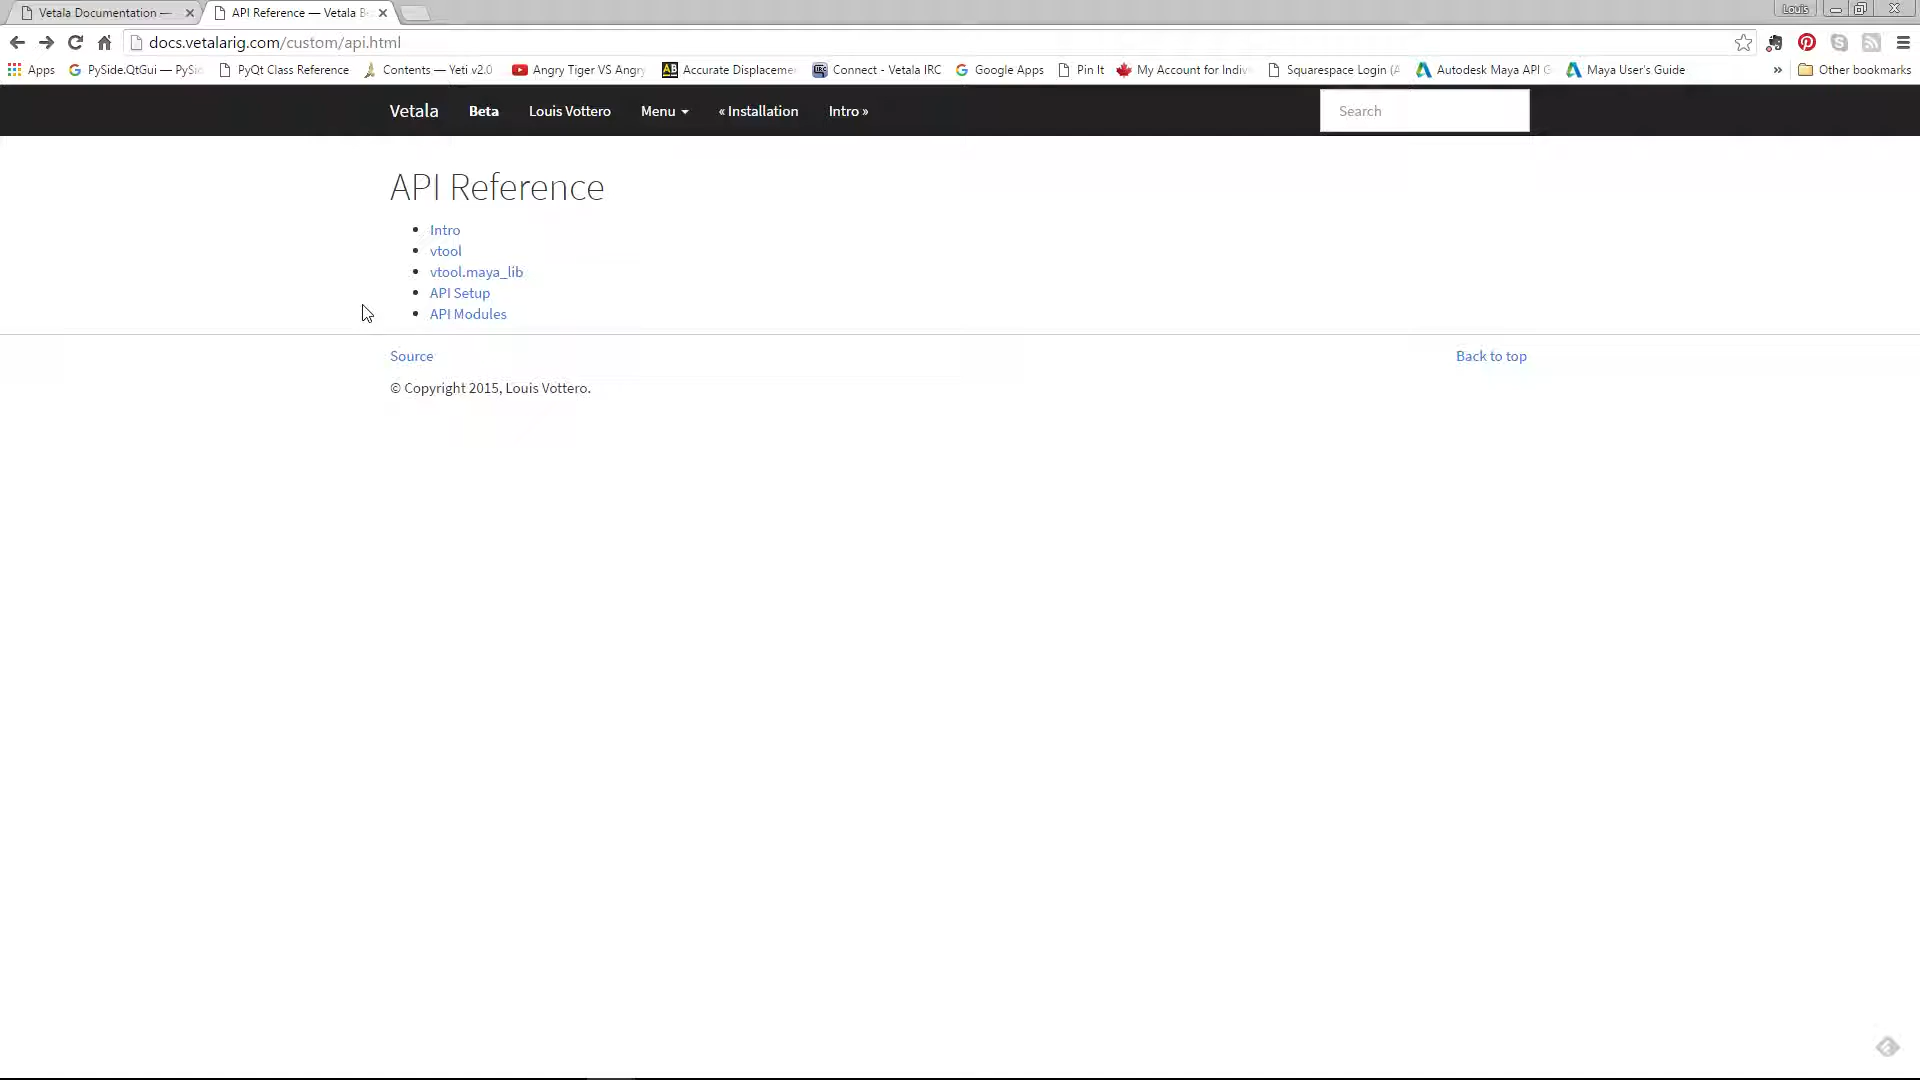 Vetala Documentation —
API Reference — Vetala B
Louis
docs.vetalarig.com/custom/api.html
Apps PySide.QtGui — PySi PyQt Class Reference Contents — Yeti v2.0 Angry Tiger VS Angry Accurate Displaceme Connect - Vetala IRC Google Apps Pin It My Account for Indiv Squarespace Login (A Autodesk Maya API G Maya User's Guide » Other bookmarks
Vetala Beta Louis Vottero Menu « Installation Intro » Search
API Reference
Intro
vtool
vtool.maya_lib
API Setup
API Modules
Source Back to top
© Copyright 2015, Louis Vottero.